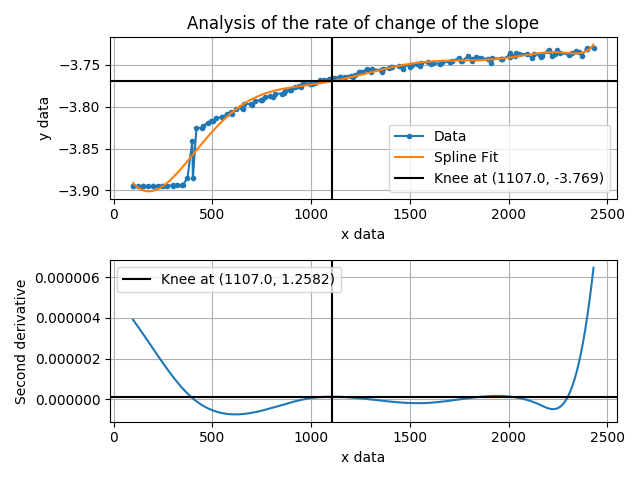 Analysis of the rate of change of the slope
y data
−3.75
−3.80
−3.85
−3.90
Data
Spline Fit
Knee at (1107.0, -3.769)
0
500
1000
1500
2000
2500
x data
Second derivative
0.000006
0.000004
0.000002
0.000000
Knee at (1107.0, 1.2582)
0
500
1000
1500
2000
2500
x data